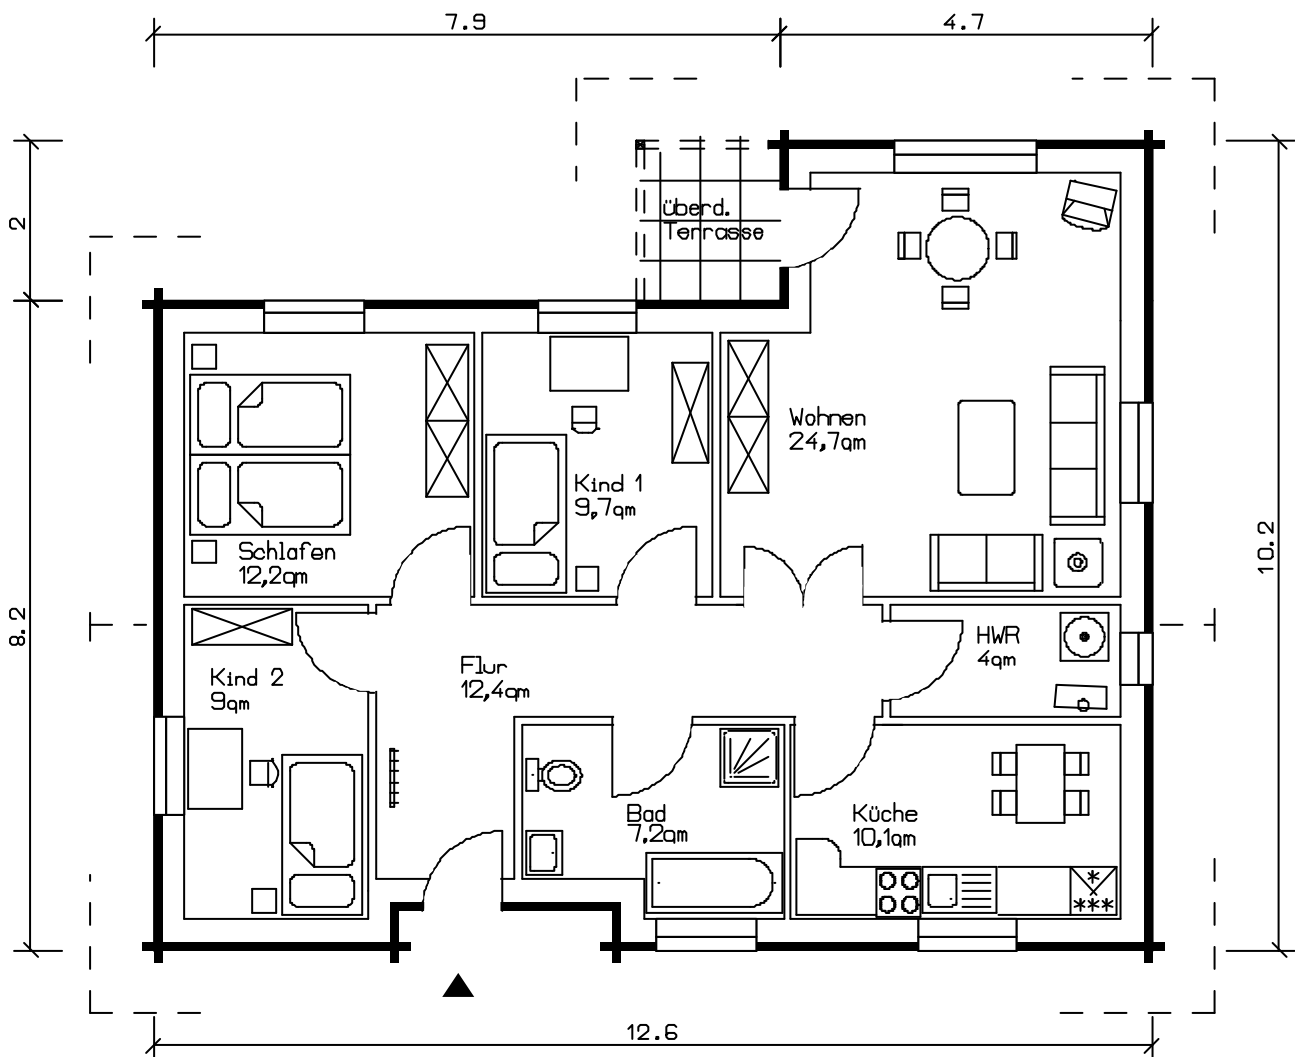 7.9
4.7
2
überd.
Terrasse
Wohnen
24,7qm
Kind 1
9,7qm
Schlafen
12,2qm
10.2
8.2
HWR
4qm
Flur
12,4qm
Kind 2
9qm
Bad
7,2qm
Küche
10,1qm
12.6